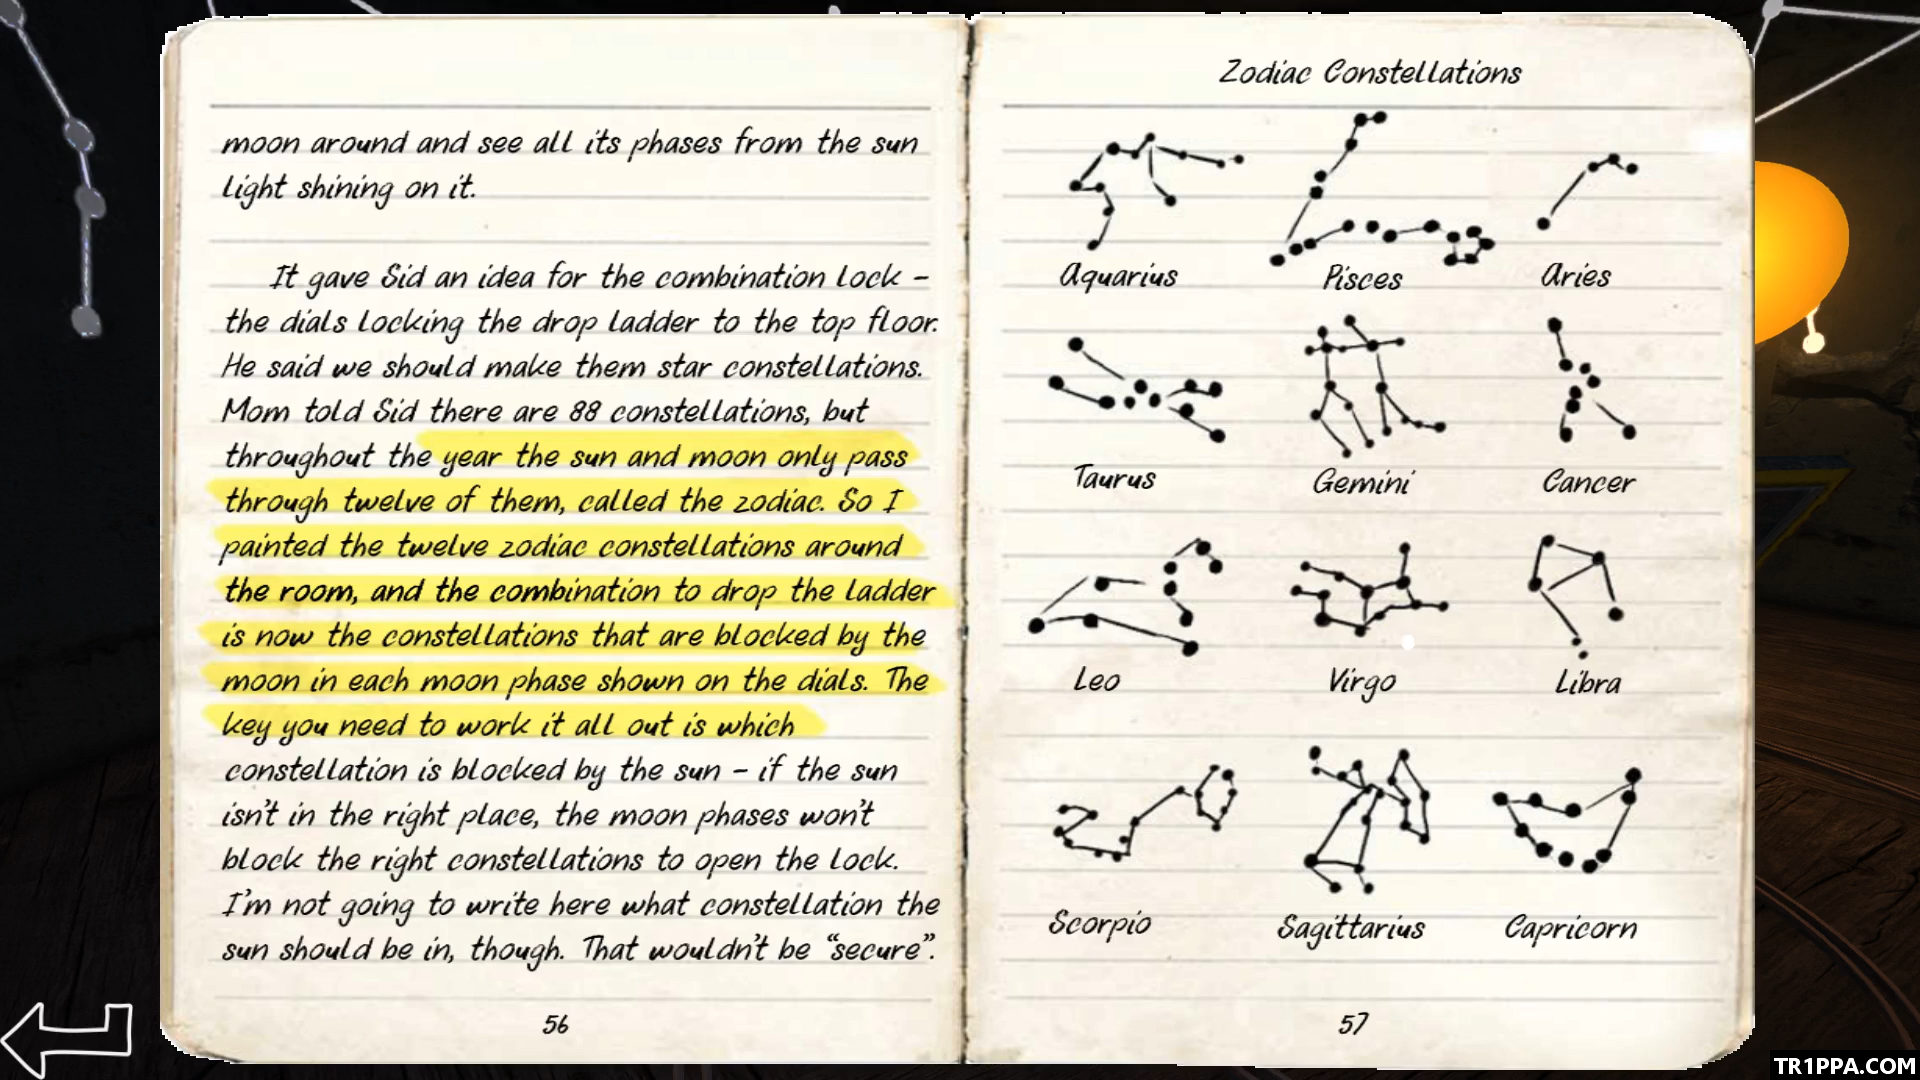 moon around and see all its phases from the sun
light shining on it.
It gave Sid an idea for the combination lock –
the dials locking the drop ladder to the top floor.
He said we should make them star constellations.
Mom told Sid there are 88 constellations, but
throughout the year the sun and moon only pass
through twelve of them, called the zodiac. So I
painted the twelve zodiac constellations around
the room, and the combination to drop the ladder
is now the constellations that are blocked by the
moon in each moon phase shown on the dials. The
key you need to work it all out is which
constellation is blocked by the sun – if the sun
isn't in the right place, the moon phases won't
block the right constellations to open the lock.
I'm not going to write here what constellation the
sun should be in, though. That wouldn't be “secure”.
56
Zodiac Constellations
Aquarius Pisces Aries
Taurus Gemini Cancer
Leo Virgo Libra
Scorpio Sagittarius Capricorn
57
TR1PPA.COM